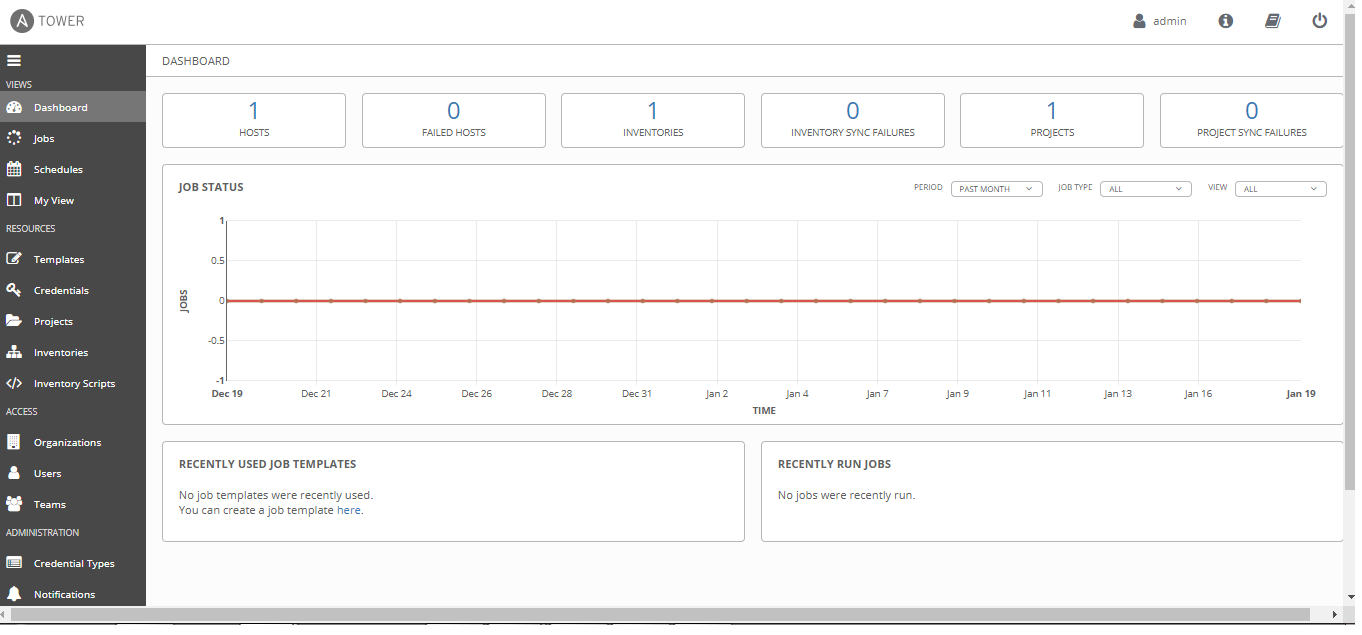 A TOWER
admin
VIEWS
Dashboard
Jobs
Schedules
My View
RESOURCES
Templates
Credentials
Projects
Inventories
Inventory Scripts
ACCESS
Organizations
Users
Teams
ADMINISTRATION
Credential Types
Notifications
DASHBOARD
1
HOSTS
0
FAILED HOSTS
1
INVENTORIES
0
INVENTORY SYNC FAILURES
1
PROJECTS
0
PROJECT SYNC FAILURES
JOB STATUS
PERIOD PAST MONTH JOB TYPE ALL VIEW ALL
1
0.5
0
-0.5
-1
JOBS
Dec 19 Dec 21 Dec 24 Dec 26 Dec 28 Dec 31 Jan 2 Jan 4 Jan 7 Jan 9 Jan 11 Jan 13 Jan 16 Jan 19
TIME
RECENTLY USED JOB TEMPLATES
No job templates were recently used.
You can create a job template here.
RECENTLY RUN JOBS
No jobs were recently run.